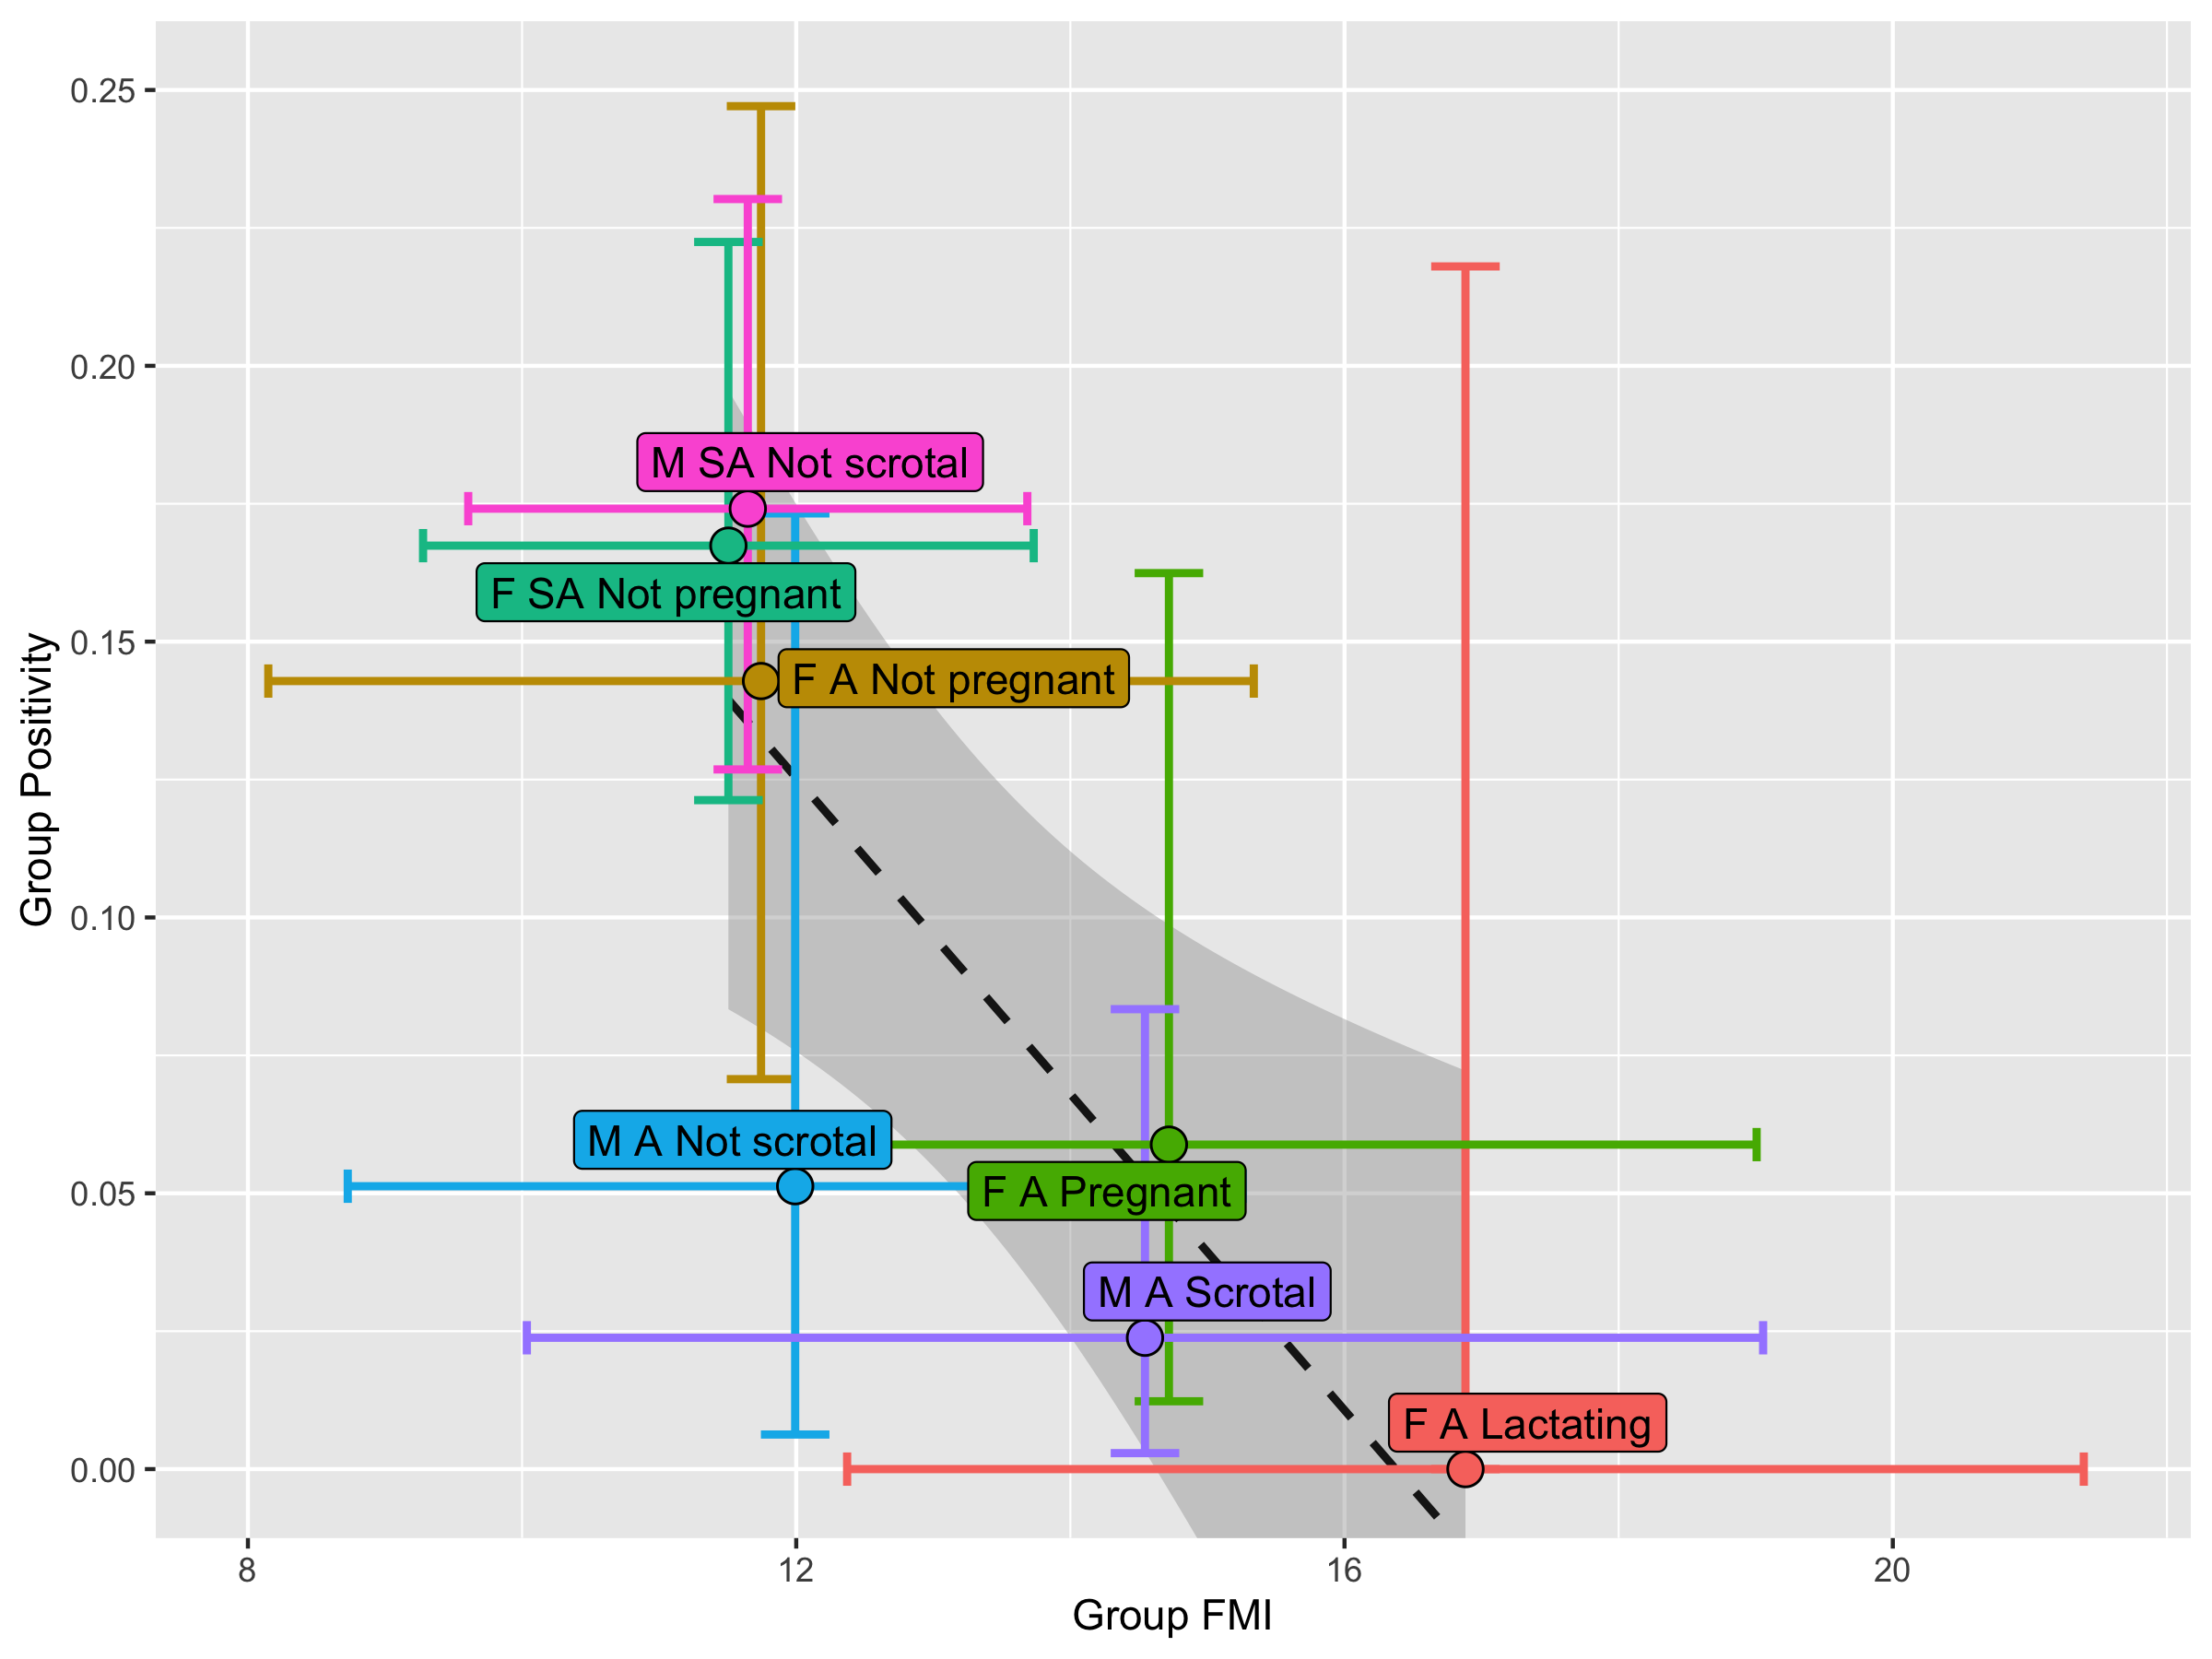 0.25
0.20
0.15
0.10
0.05
0.00
Group Positivity
M SA Not scrotal
F SA Not pregnant
F A Not pregnant
M A Not scrotal
F A Pregnant
M A Scrotal
F A Lactating
8
12
16
20
Group FMI